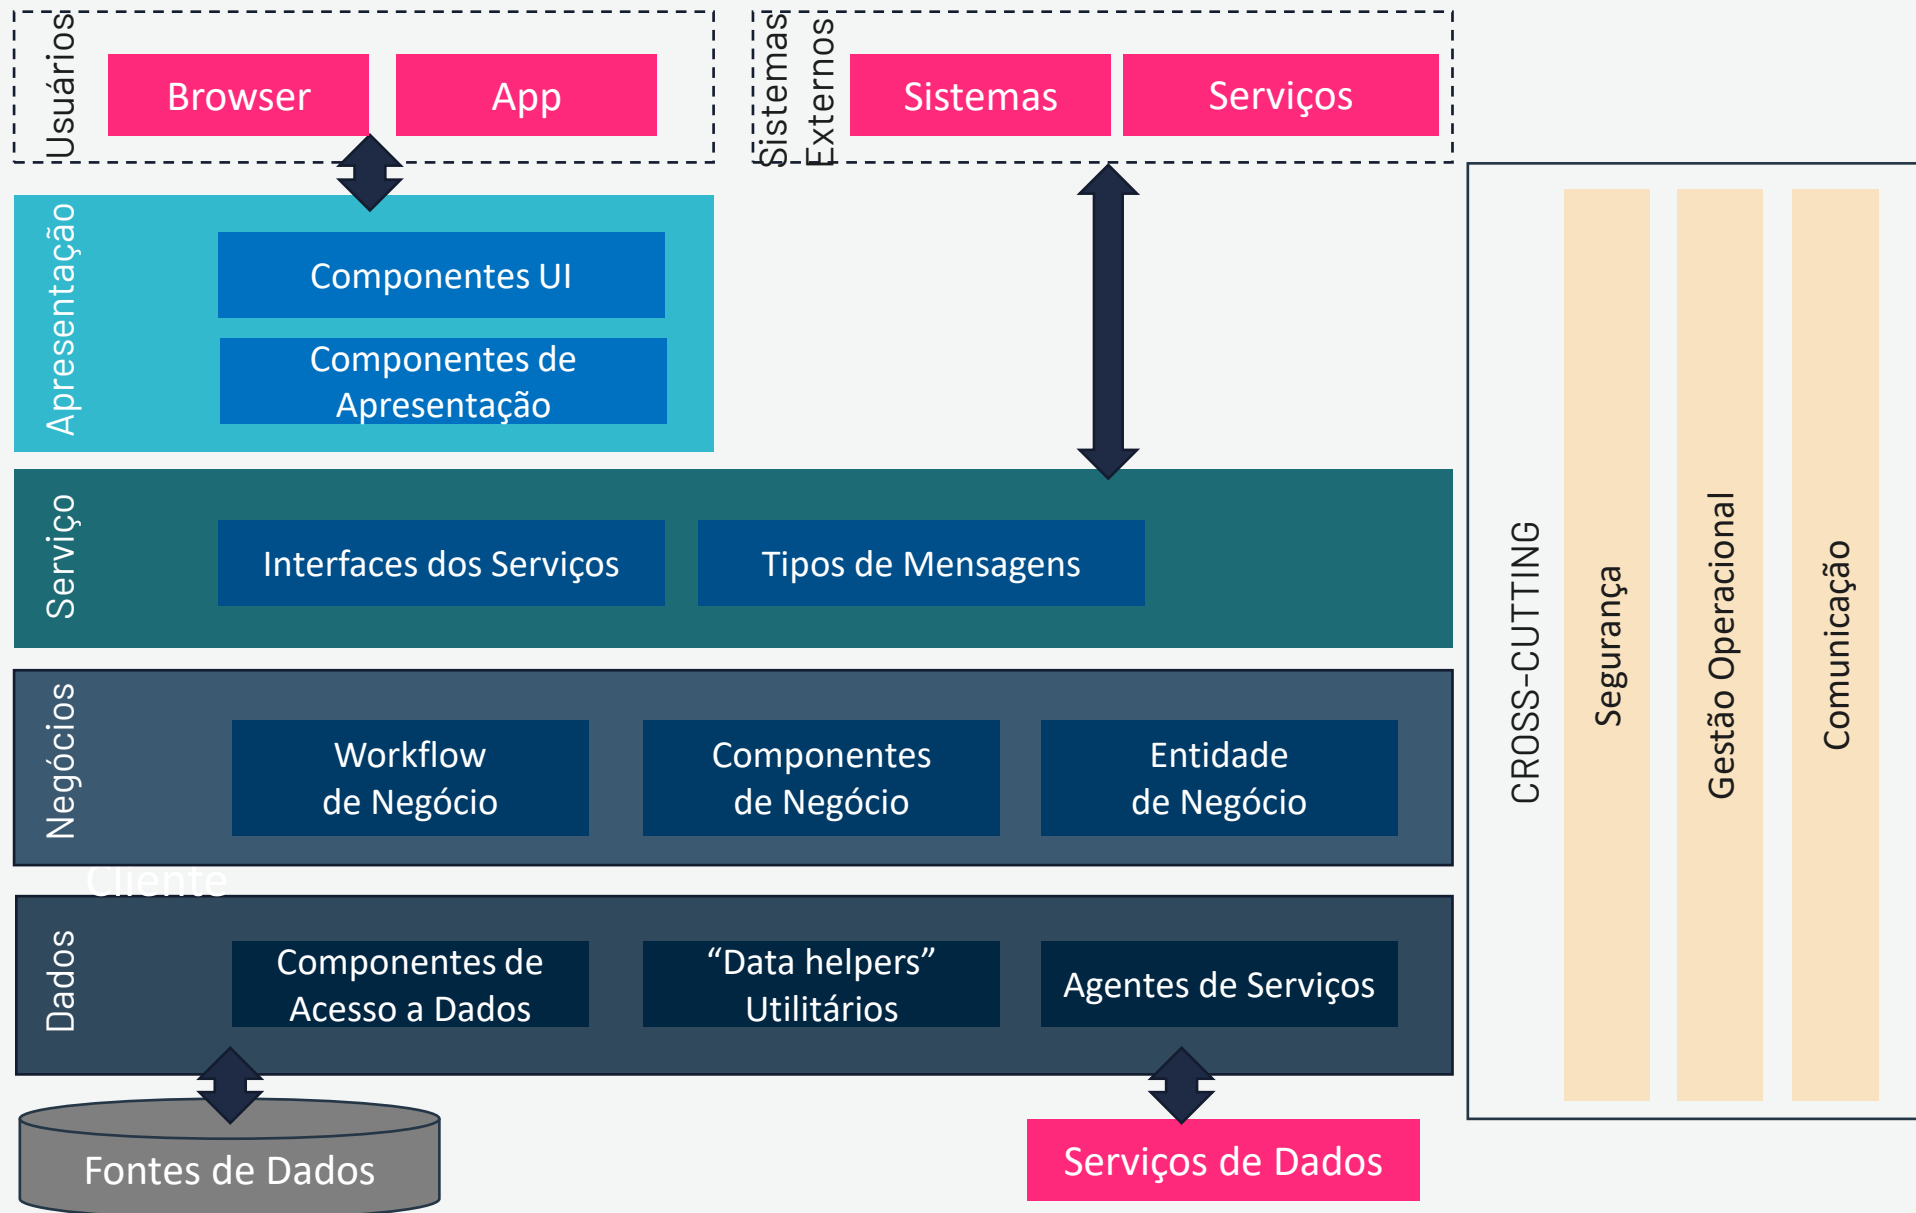 Usuários
Browser
App
Sistemas
Externos
Sistemas
Serviços
Apresentação
Componentes UI
Componentes de
Apresentação
Serviço
Interfaces dos Serviços
Tipos de Mensagens
Negócios
Workflow
de Negócio
Componentes
de Negócio
Entidade
de Negócio
Cliente
Dados
Componentes de
Acesso a Dados
“Data helpers”
Utilitários
Agentes de Serviços
Fontes de Dados
Serviços de Dados
CROSS-CUTTING
Segurança
Gestão Operacional
Comunicação